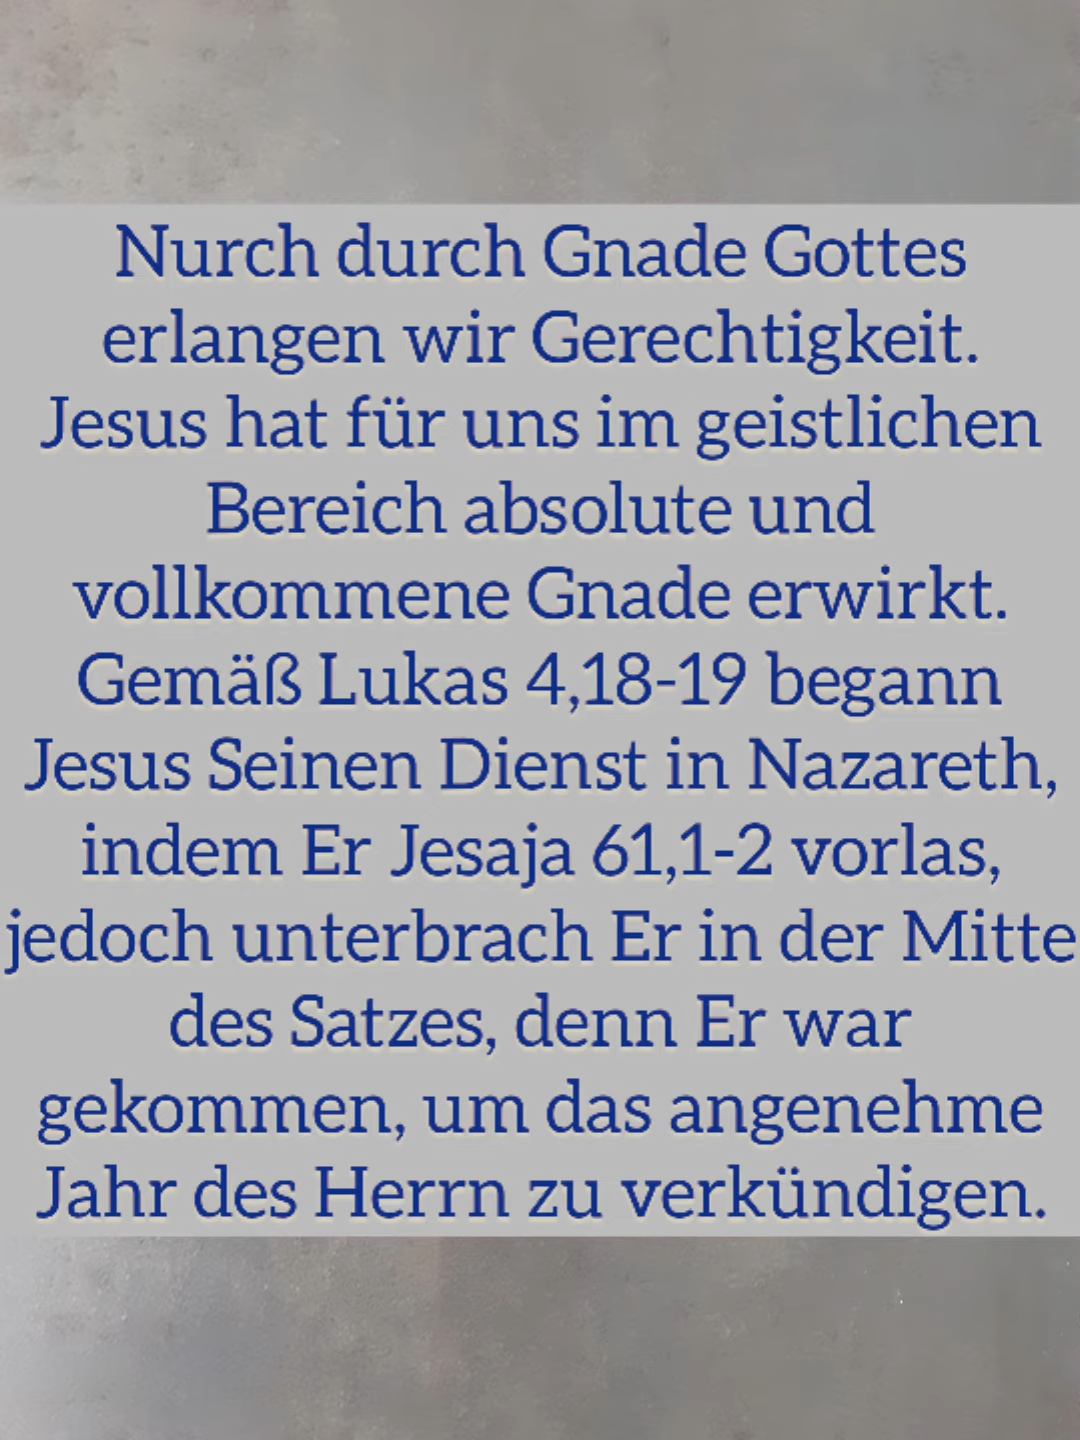 Nurch durch Gnade Gottes
erlangen wir Gerechtigkeit.
Jesus hat für uns im geistlichen
Bereich absolute und
vollkommene Gnade erwirkt.
Gemäß Lukas 4,18-19 begann
Jesus Seinen Dienst in Nazareth,
indem Er Jesaja 61,1-2 vorlas,
jedoch unterbrach Er in der Mitte
des Satzes, denn Er war
gekommen, um das angenehme
Jahr des Herrn zu verkündigen.